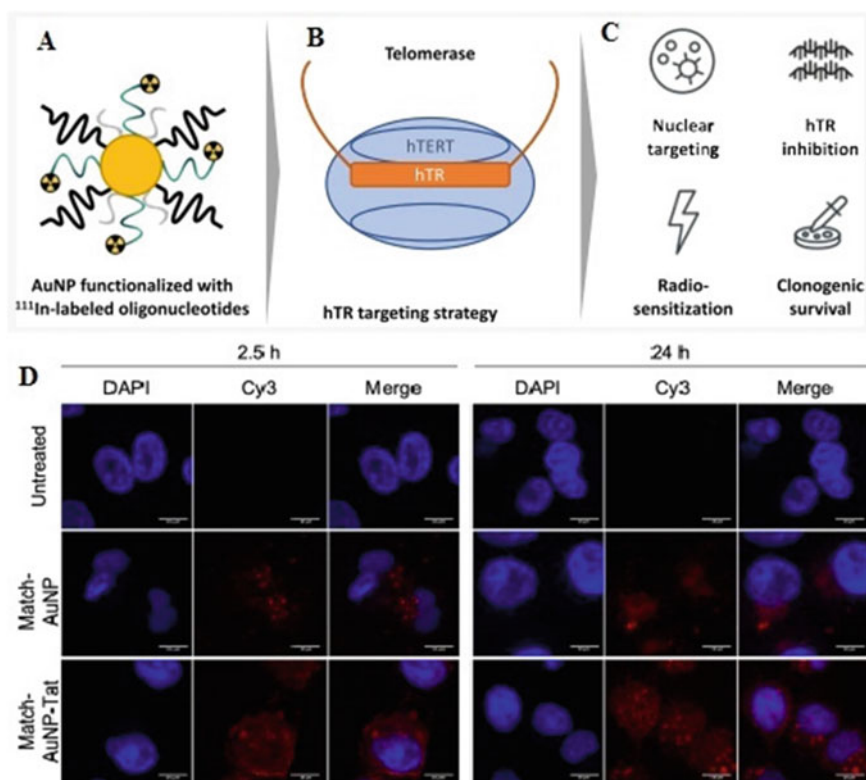 A
AuNP functionalized with
¹¹¹In-labeled oligonucleotides
B
Telomerase
hTERT
hTR
hTR targeting strategy
C
Nuclear
targeting
hTR
inhibition
Radio-
sensitization
Clonogenic
survival
D
2.5 h
24 h
DAPI Cy3 Merge DAPI Cy3 Merge
Untreated
Match-
AuNP
Match-
AuNP-Tat